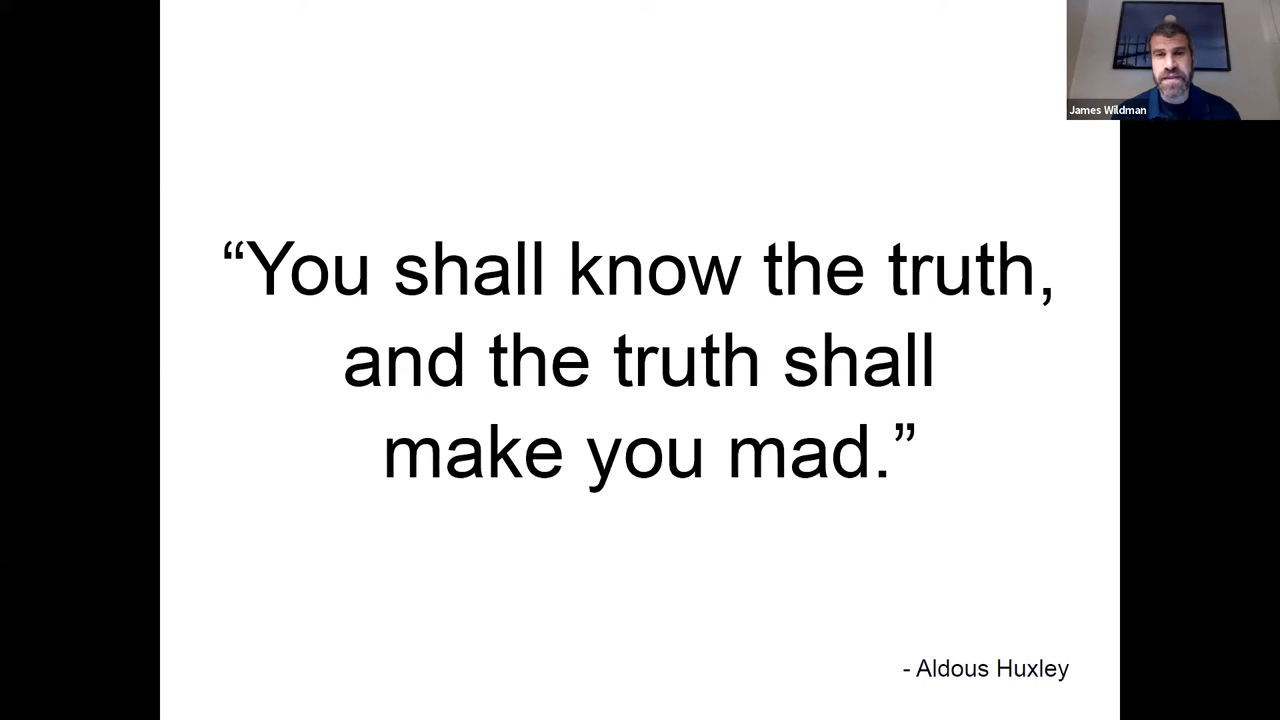 James Wildman
“You shall know the truth,
and the truth shall
make you mad.”
- Aldous Huxley